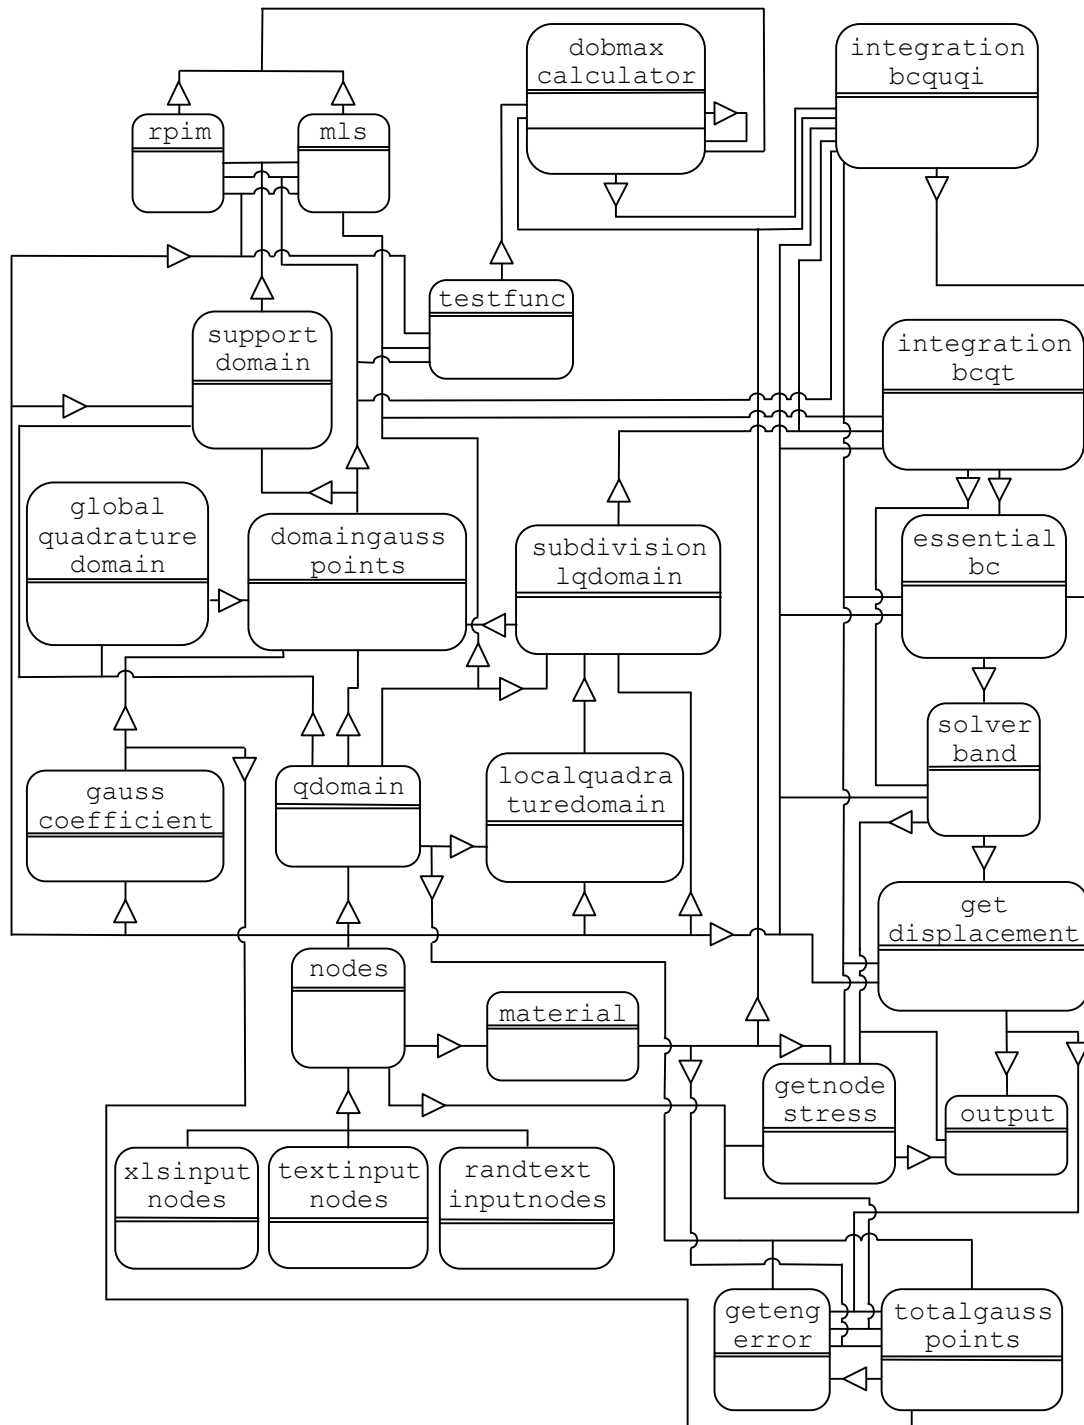 dobmax
calculator
integration
bcquqi
rpim
mls
testfunc
support
domain
integration
bcqt
global
quadrature
domain
domaingauss
points
subdivision
lqdomain
essential
bc
solver
band
gauss
coefficient
qdomain
localquadra
turedomain
get
displacement
nodes
material
getnode
stress
output
xlsinput
nodes
textinput
nodes
randtext
inputnodes
geteng
error
totalgauss
points